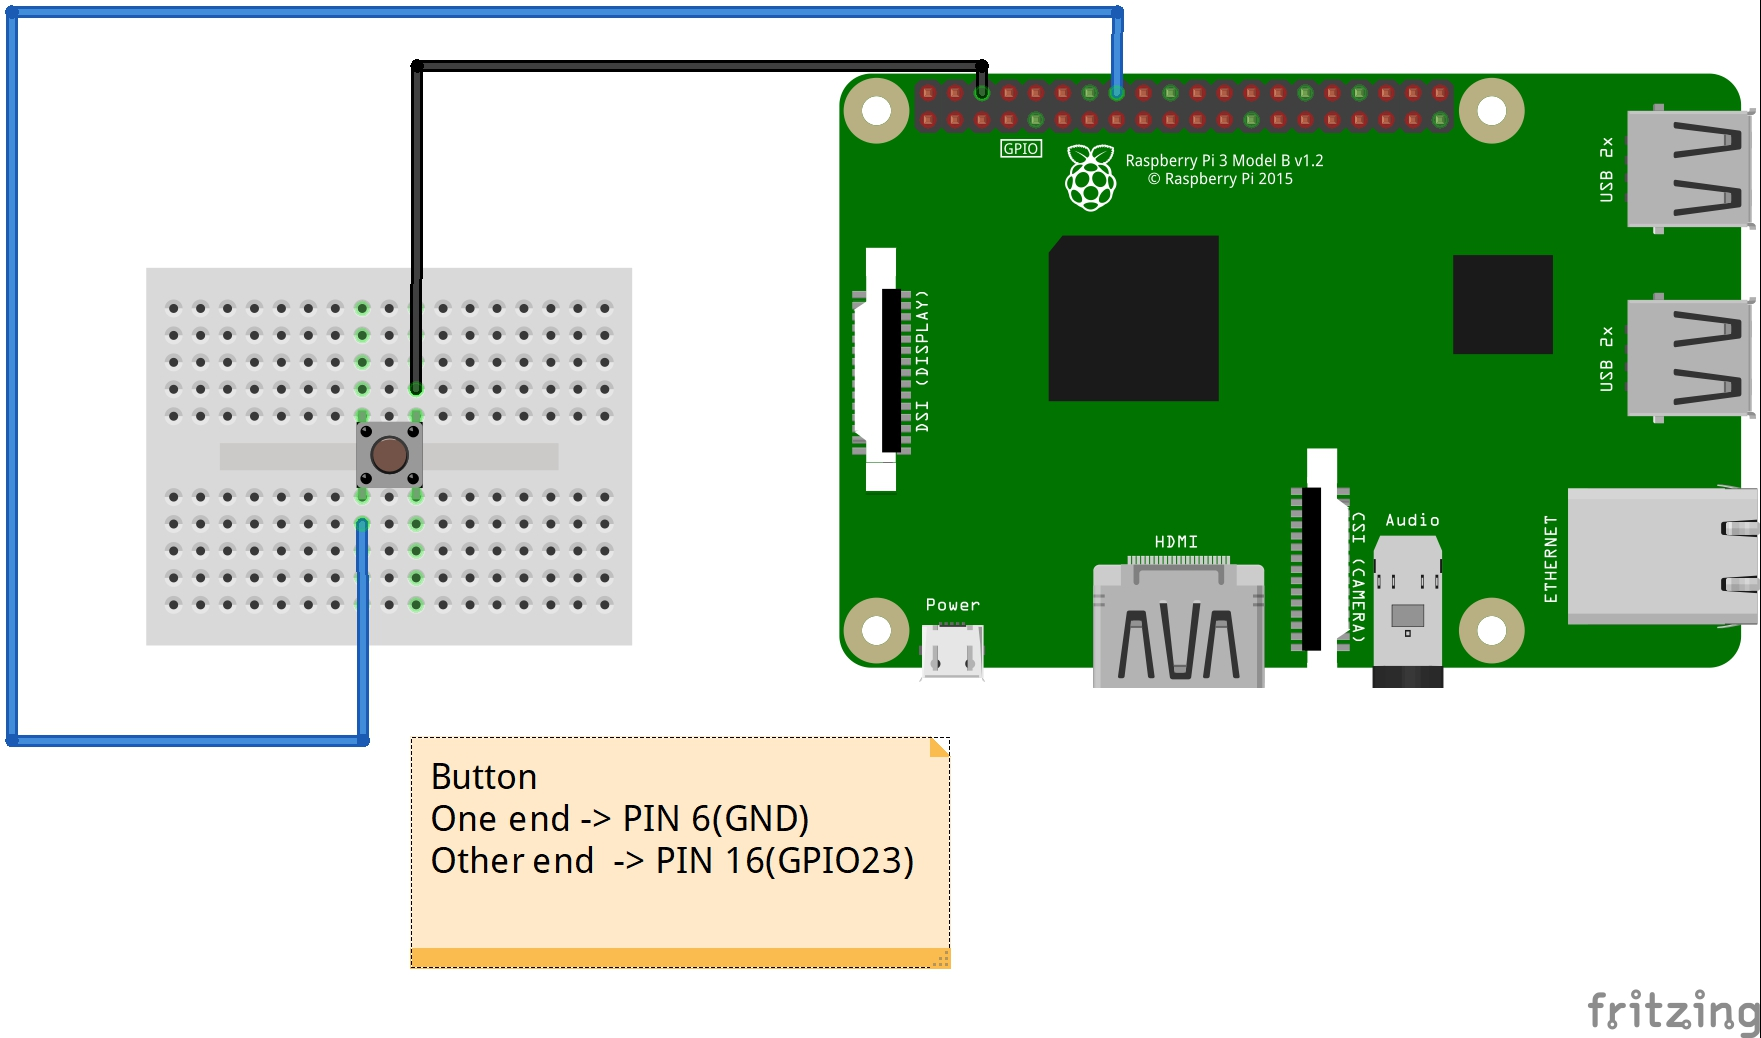 GPIO
Raspberry Pi 3 Model B v1.2
© Raspberry Pi 2015
USB 2x
DSI (DISPLAY)
USB 2x
CSI (CAMERA)
Audio
ETHERNET
HDMI
Power
Button
One end -> PIN 6(GND)
Other end -> PIN 16(GPIO23)
fritzing